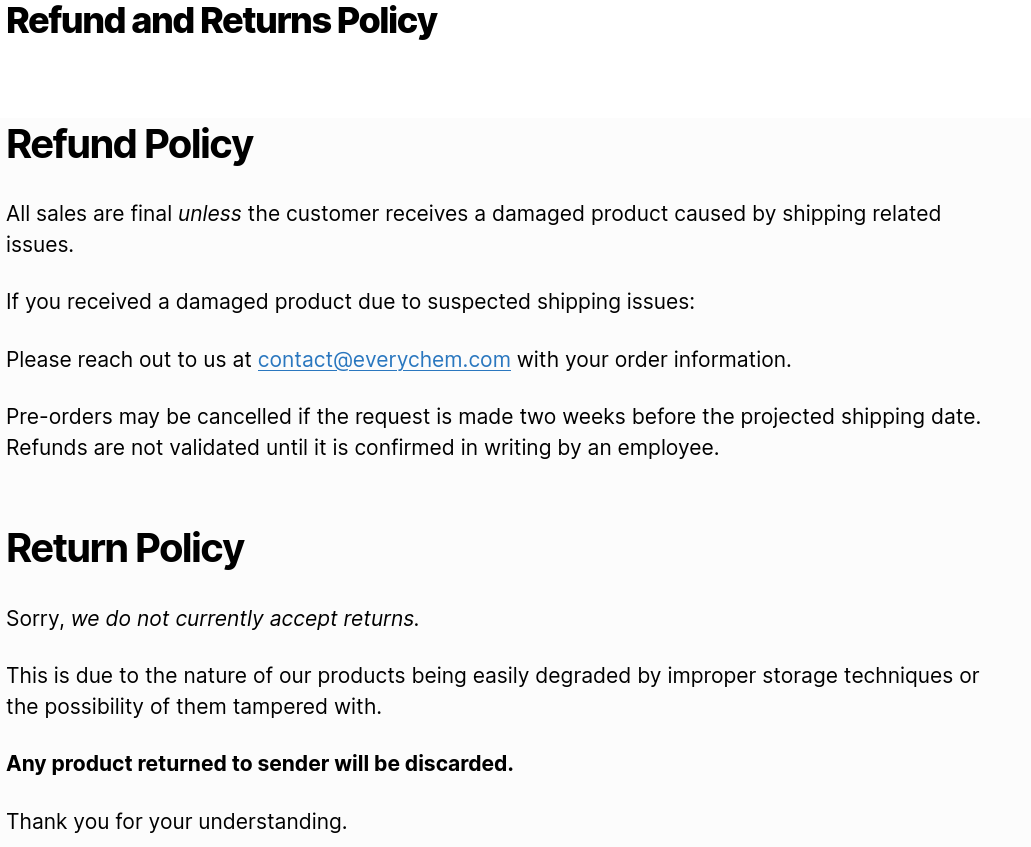 Refund and Returns Policy
Refund Policy
All sales are final unless the customer receives a damaged product caused by shipping related
issues.
If you received a damaged product due to suspected shipping issues:
Please reach out to us at contact@everychem.com with your order information.
Pre-orders may be cancelled if the request is made two weeks before the projected shipping date.
Refunds are not validated until it is confirmed in writing by an employee.
Return Policy
Sorry, we do not currently accept returns.
This is due to the nature of our products being easily degraded by improper storage techniques or
the possibility of them tampered with.
Any product returned to sender will be discarded.
Thank you for your understanding.